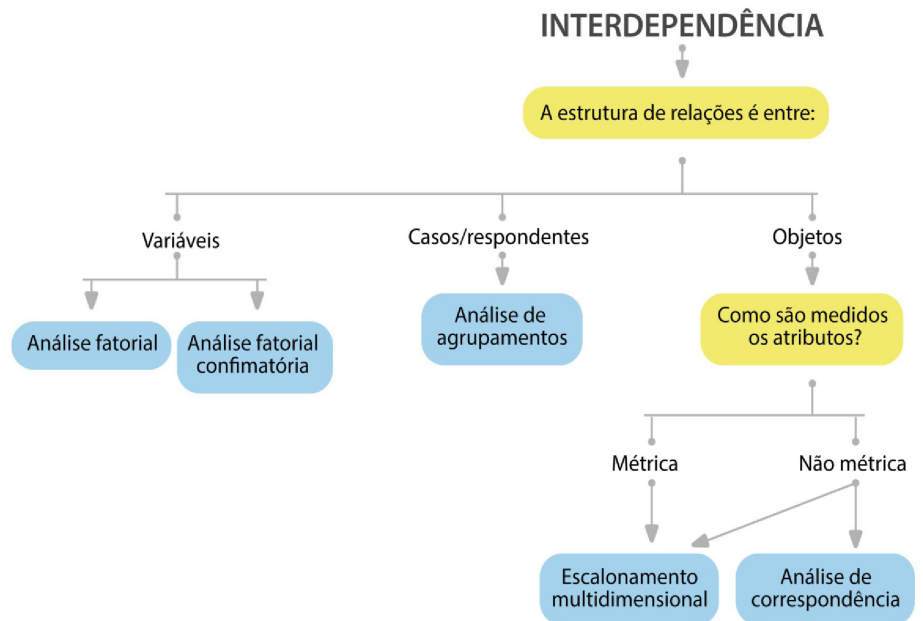 INTERDEPENDÊNCIA
A estrutura de relações é entre:
Variáveis
Casos/respondentes
Objetos
Análise fatorial
Análise fatorial
confimatória
Análise de
agrupamentos
Como são medidos
os atributos?
Métrica
Não métrica
Escalonamento
multidimensional
Análise de
correspondência